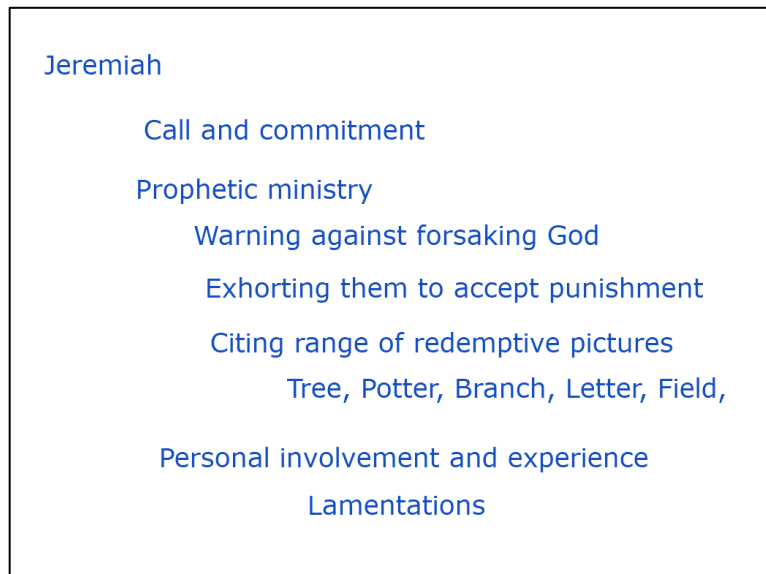 Jeremiah
Call and commitment
Prophetic ministry
Warning against forsaking God
Exhorting them to accept punishment
Citing range of redemptive pictures
Tree, Potter, Branch, Letter, Field,
Personal involvement and experience
Lamentations